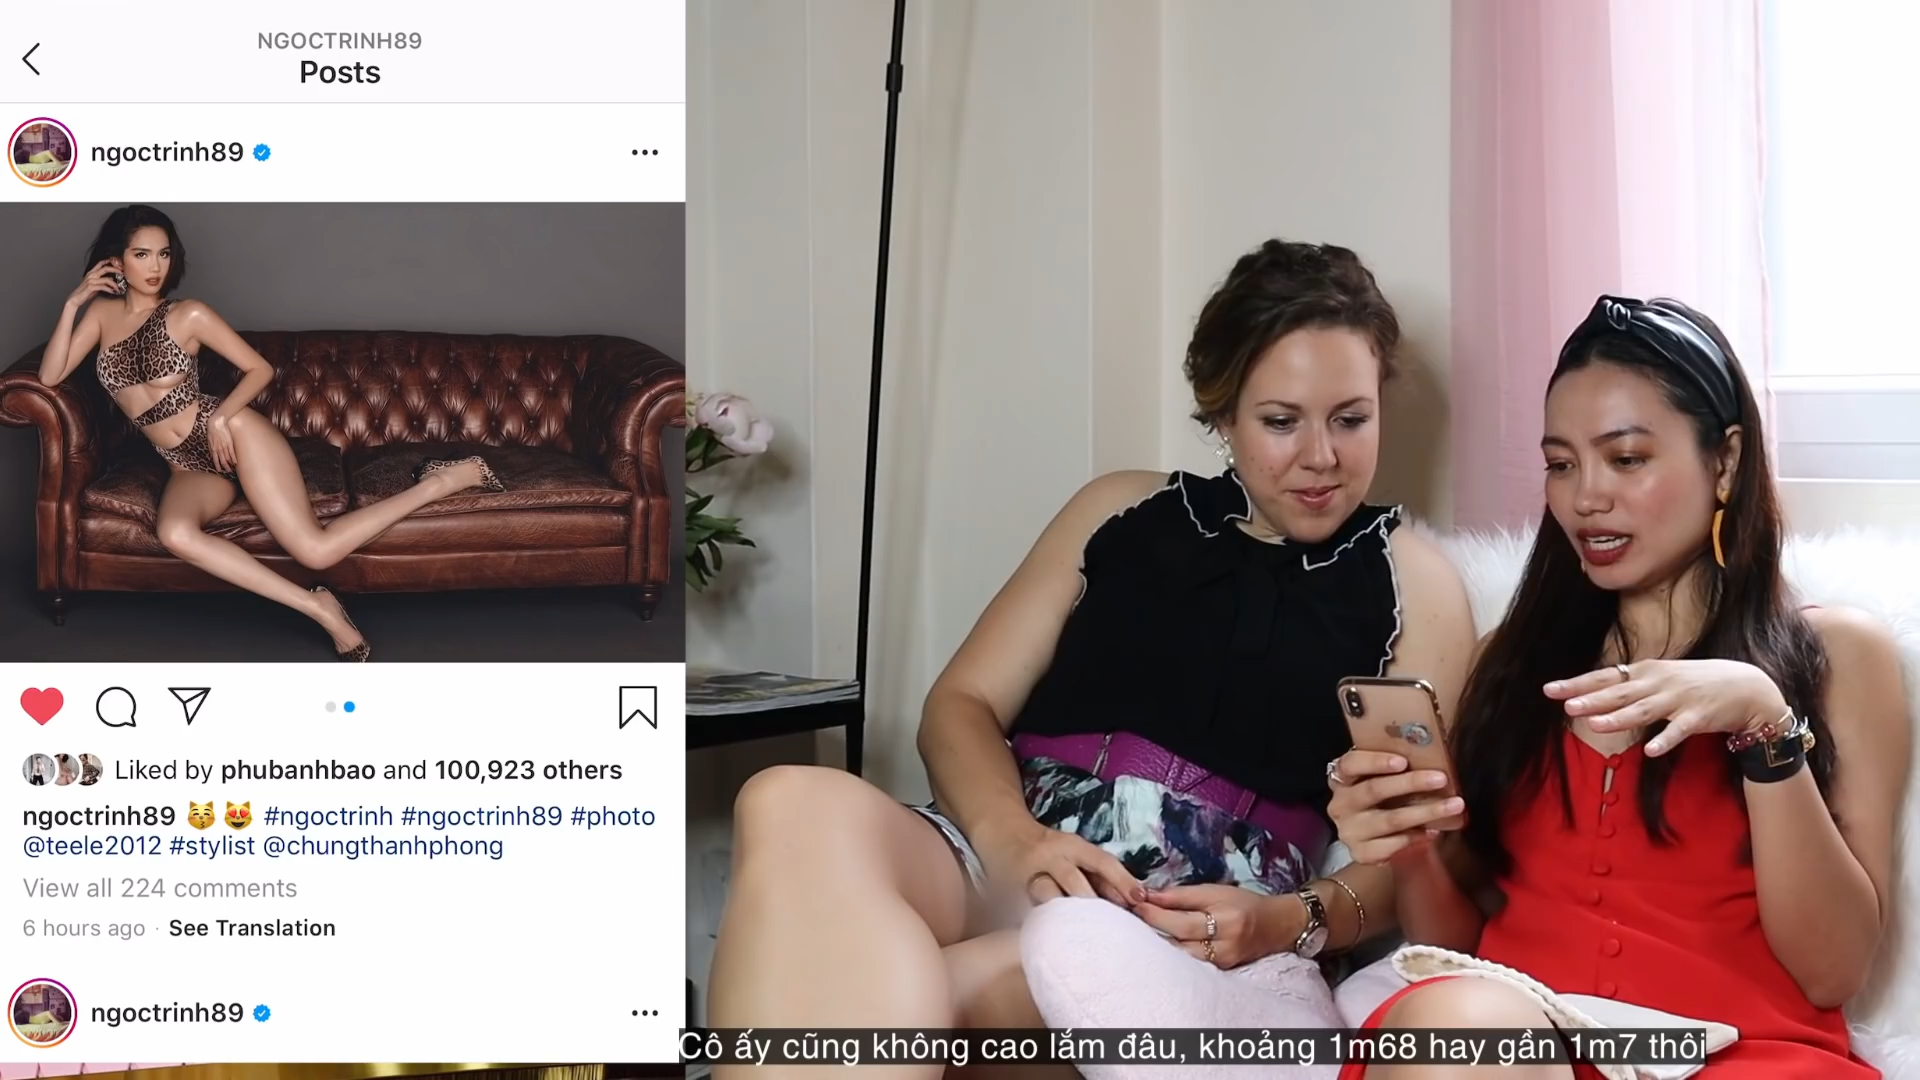 NGOCTRINH89
Posts
ngoctrinh89
Liked by phubanhbao and 100,923 others
ngoctrinh89 😽 😻 #ngoctrinh #ngoctrinh89 #photo
@teele2012 #stylist @chungthanhphong
View all 224 comments
6 hours ago · See Translation
ngoctrinh89
Cô ấy cũng không cao lắm đâu, khoảng 1m68 hay gần 1m7 thôi